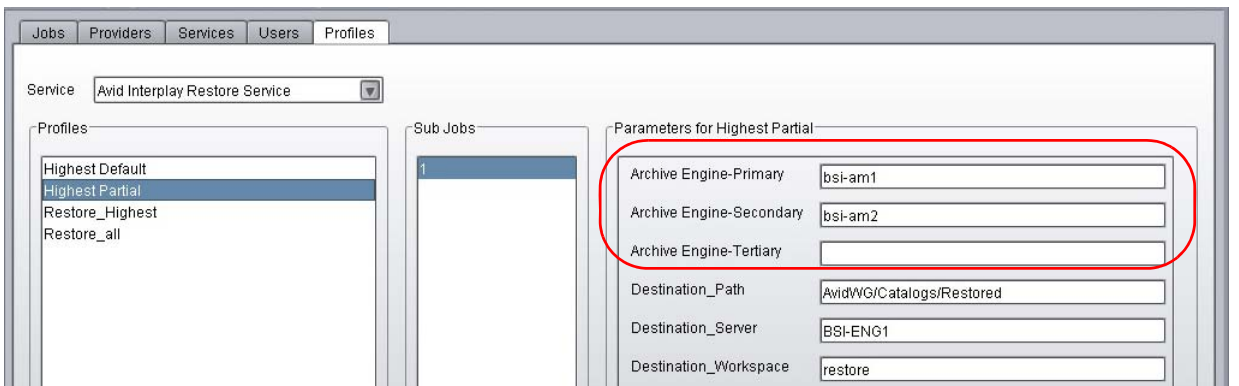 Jobs Providers Services Users Profiles
Service Avid Interplay Restore Service
Profiles
Highest Default
Highest Partial
Restore_Highest
Restore_all
Sub Jobs
1
Parameters for Highest Partial
Archive Engine-Primary bsi-am1
Archive Engine-Secondary bsi-am2
Archive Engine-Tertiary
Destination_Path AvidWG/Catalogs/Restored
Destination_Server BSI-ENG1
Destination_Workspace restore